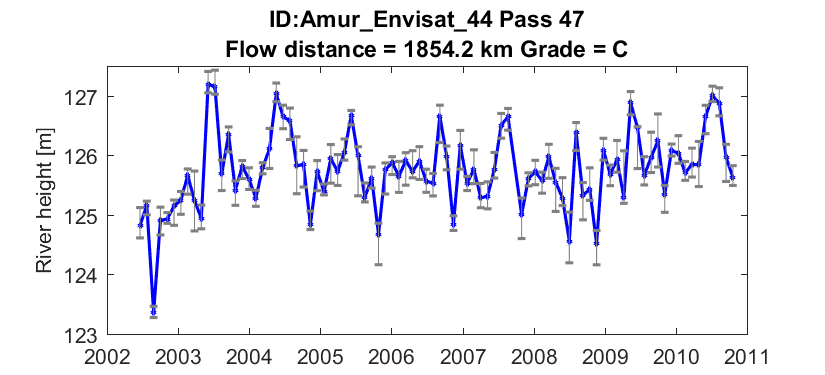 ID:Amur_Envisat_44 Pass 47
Flow distance = 1854.2 km Grade = C
River height [m]
127
126
125
124
123
2002 2003 2004 2005 2006 2007 2008 2009 2010 2011